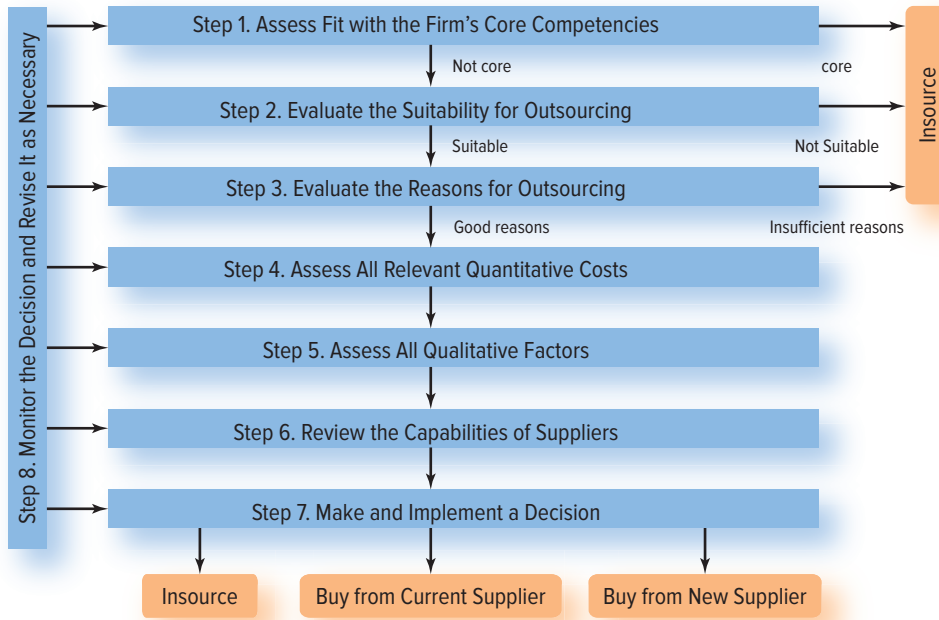 Step 8. Monitor the Decision and Revise It as Necessary
Step 1. Assess Fit with the Firm’s Core Competencies
Insource
Not core
core
Step 2. Evaluate the Suitability for Outsourcing
Suitable
Not Suitable
Step 3. Evaluate the Reasons for Outsourcing
Good reasons
Insufficient reasons
Step 4. Assess All Relevant Quantitative Costs
Step 5. Assess All Qualitative Factors
Step 6. Review the Capabilities of Suppliers
Step 7. Make and Implement a Decision
Insource
Buy from Current Supplier
Buy from New Supplier